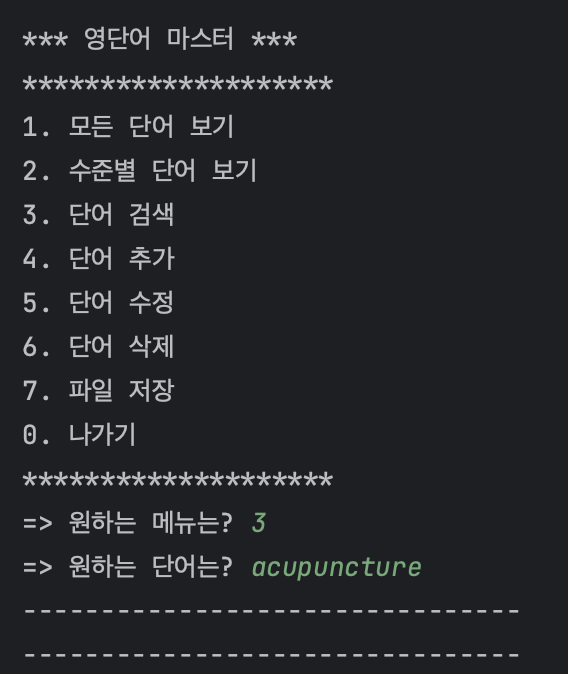 *** 영단어 마스터 ***
********************
1. 모든 단어 보기
2. 수준별 단어 보기
3. 단어 검색
4. 단어 추가
5. 단어 수정
6. 단어 삭제
7. 파일 저장
0. 나가기
********************
=> 원하는 메뉴는? 3
=> 원하는 단어는? acupuncture
--------------------------------
--------------------------------